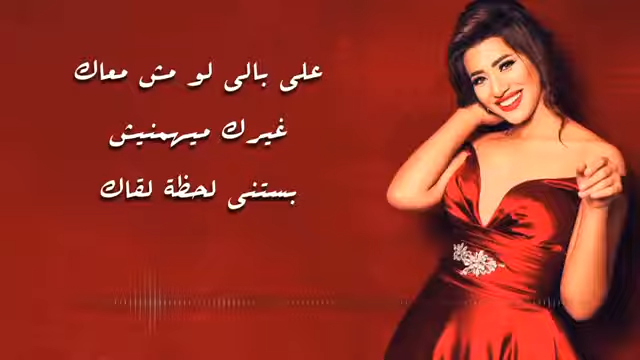 على بالى لو مش معاك
غيرك ميهمنيش
بستنى لحظة لقاك